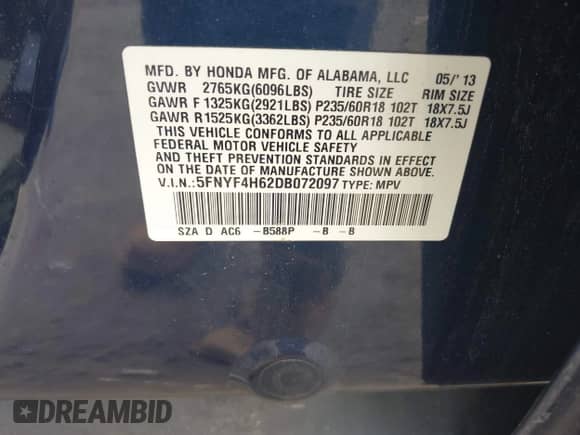 MFD. BY HONDA MFG. OF ALABAMA, LLC 05/'13
GVWR 2765KG(6096LBS) TIRE SIZE RIM SIZE
GAWR F 1325KG(2921LBS) P235/60R18 102T 18X7.5J
GAWR R 1525KG(3362LBS) P235/60R18 102T 18X7.5J
THIS VEHICLE CONFORMS TO ALL APPLICABLE
FEDERAL MOTOR VEHICLE SAFETY
AND THEFT PREVENTION STANDARDS IN EFFECT
ON THE DATE OF MANUFACTURE SHOWN ABOVE.
V.I.N.:5FNYF4H62DB072097 TYPE: MPV
SZA D AC6 -B588P -B -B
DREAMBID